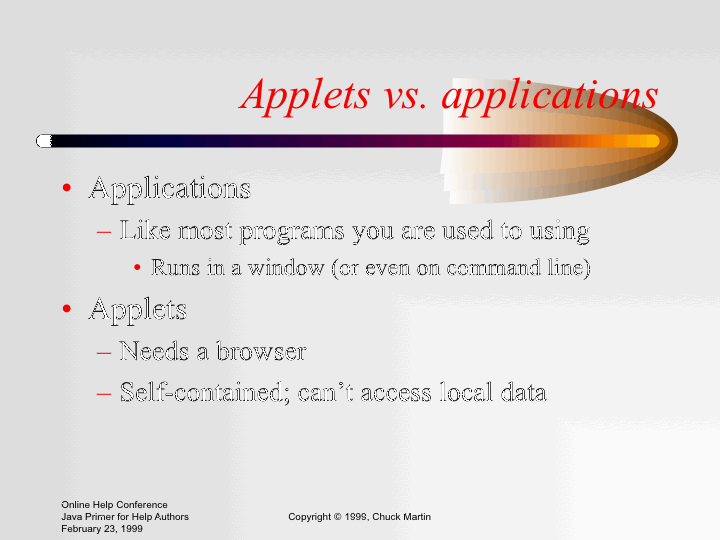 Applets vs. applications
• Applications
– Like most programs you are used to using
• Runs in a window (or even on command line)
• Applets
– Needs a browser
– Self-contained; can’t access local data
Online Help Conference
Java Primer for Help Authors
February 23, 1999
Copyright © 1999, Chuck Martin